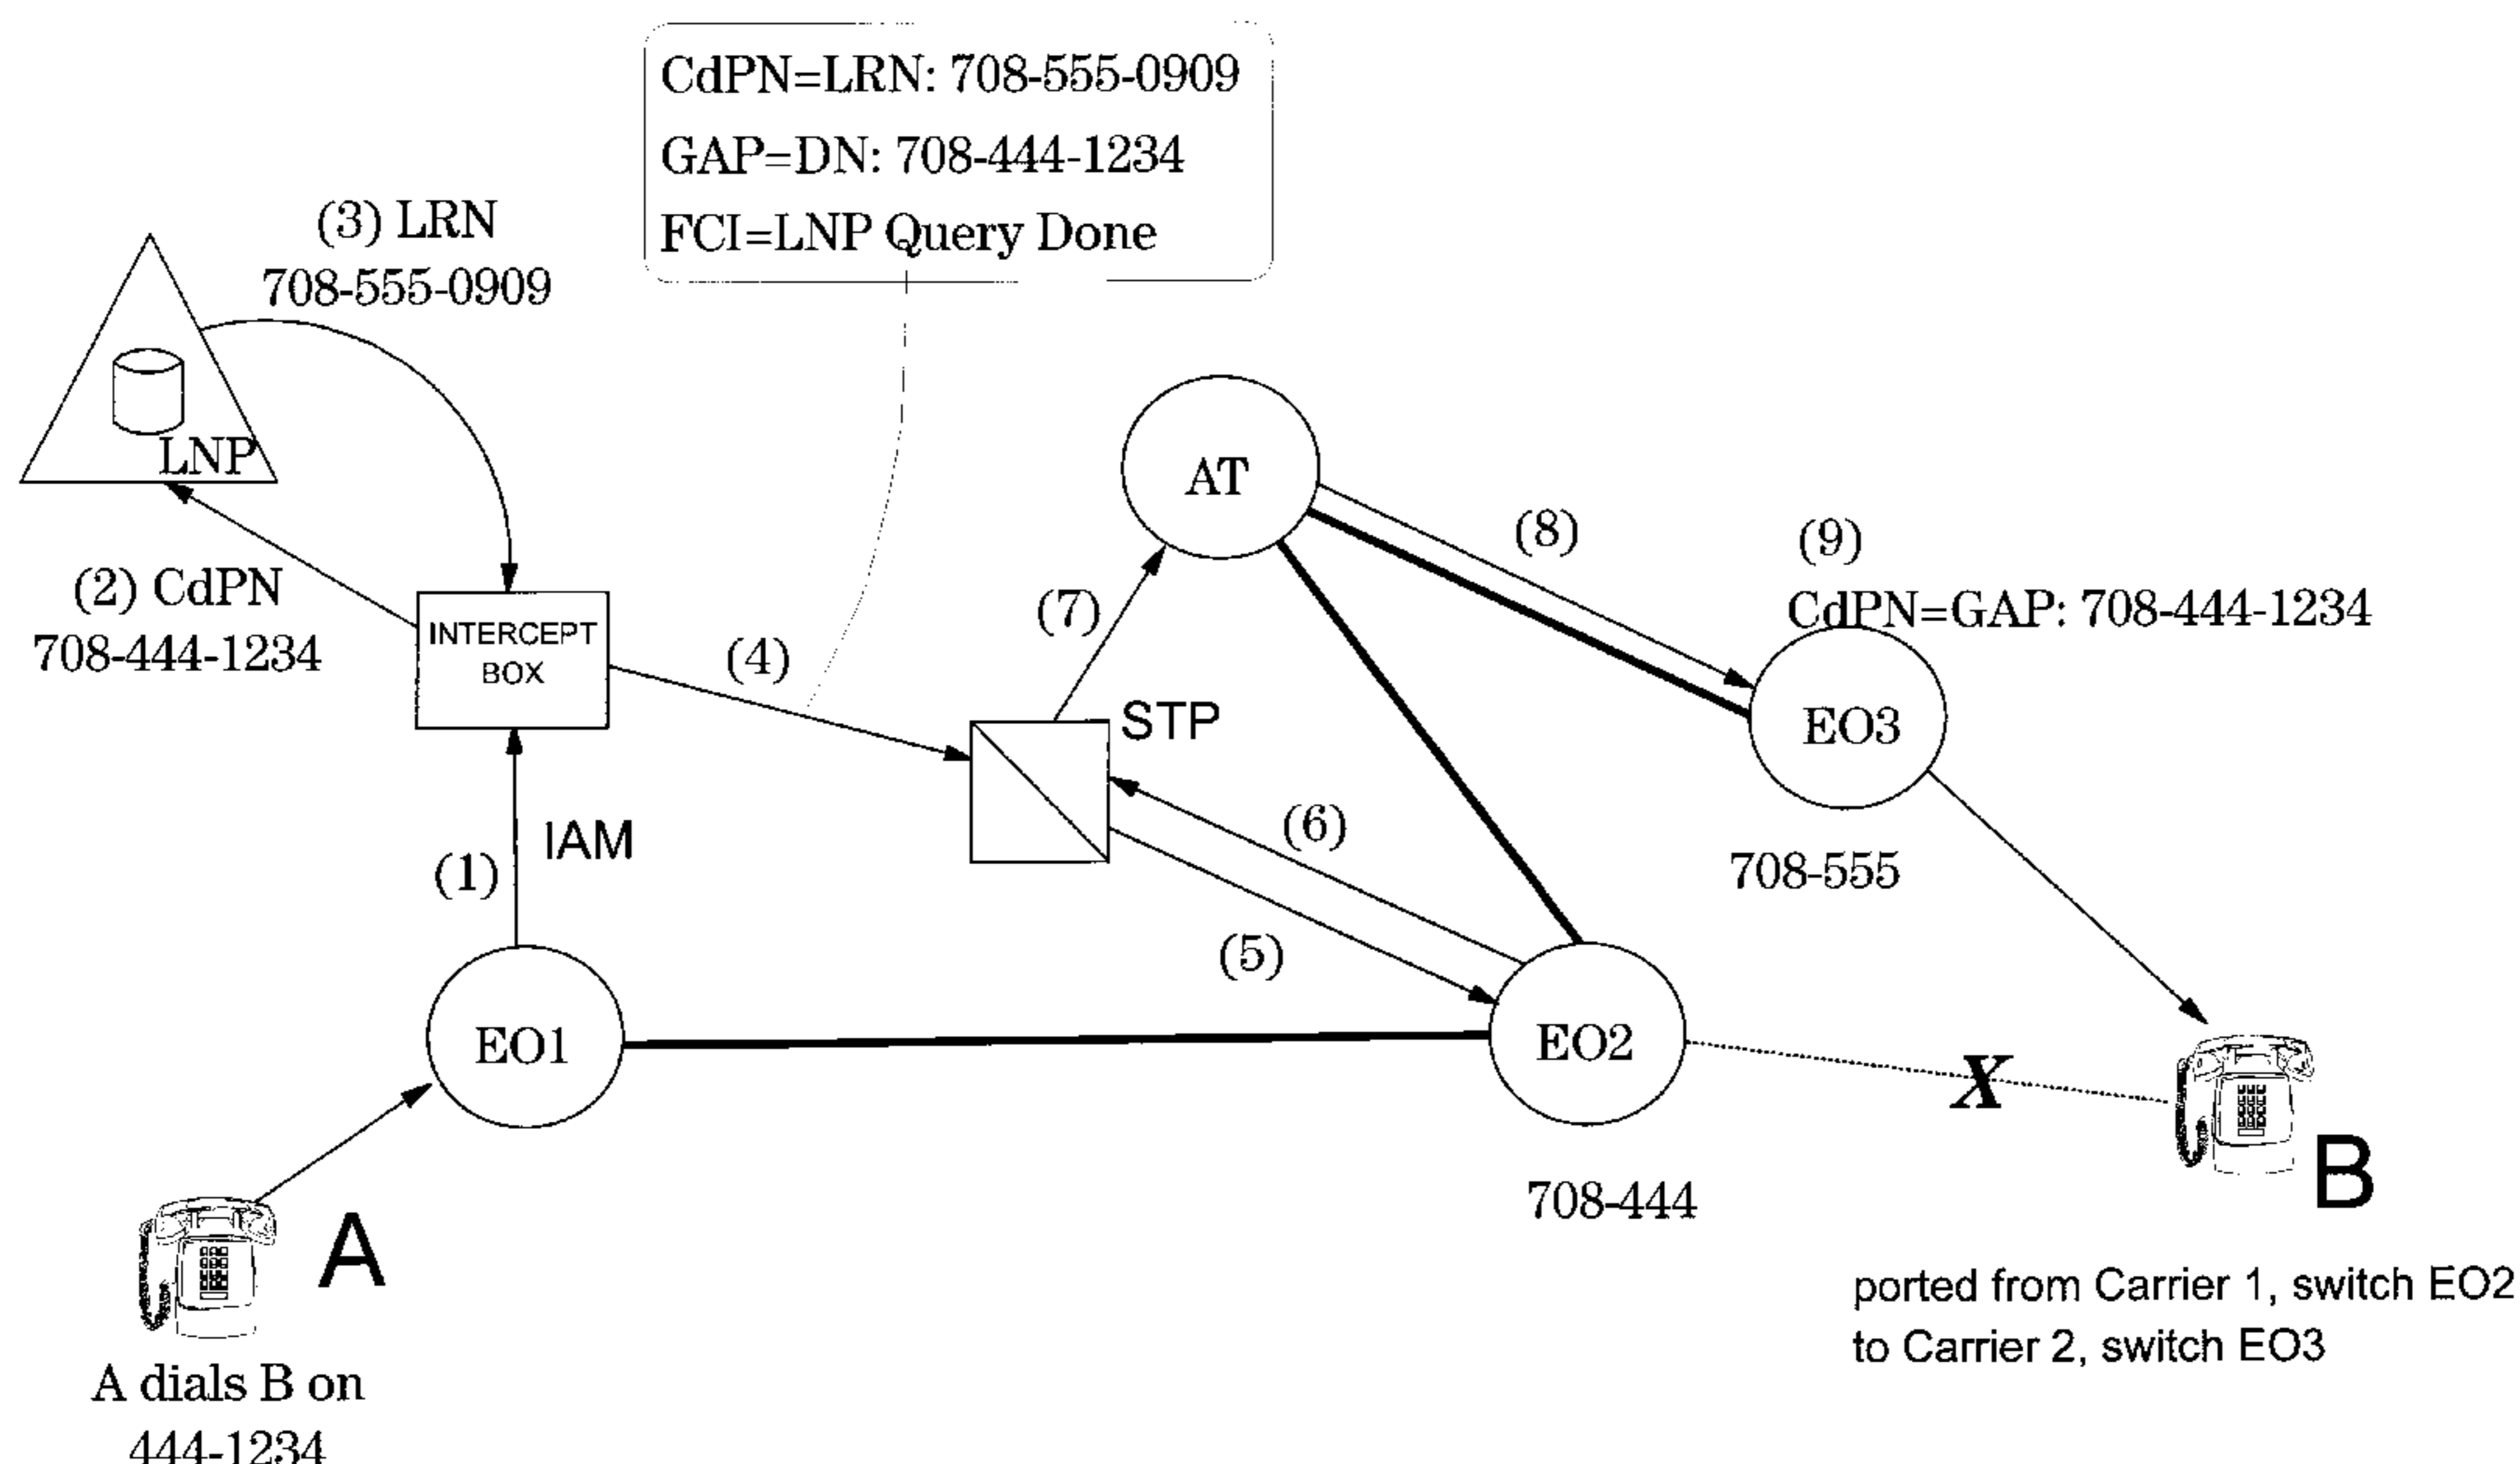 CdPN=LRN: 708-555-0909
GAP=DN: 708-444-1234
FCI=LNP Query Done
(3) LRN
708-555-0909
LNP
(2) CdPN
708-444-1234
INTERCEPT
BOX
(4)
AT
(7)
(8)
(9)
CdPN=GAP: 708-444-1234
STP
EO3
708-555
(1)
IAM
(6)
(5)
EO1
EO2
708-444
X
B
ported from Carrier 1, switch EO2
to Carrier 2, switch EO3
A
A dials B on
444-1234